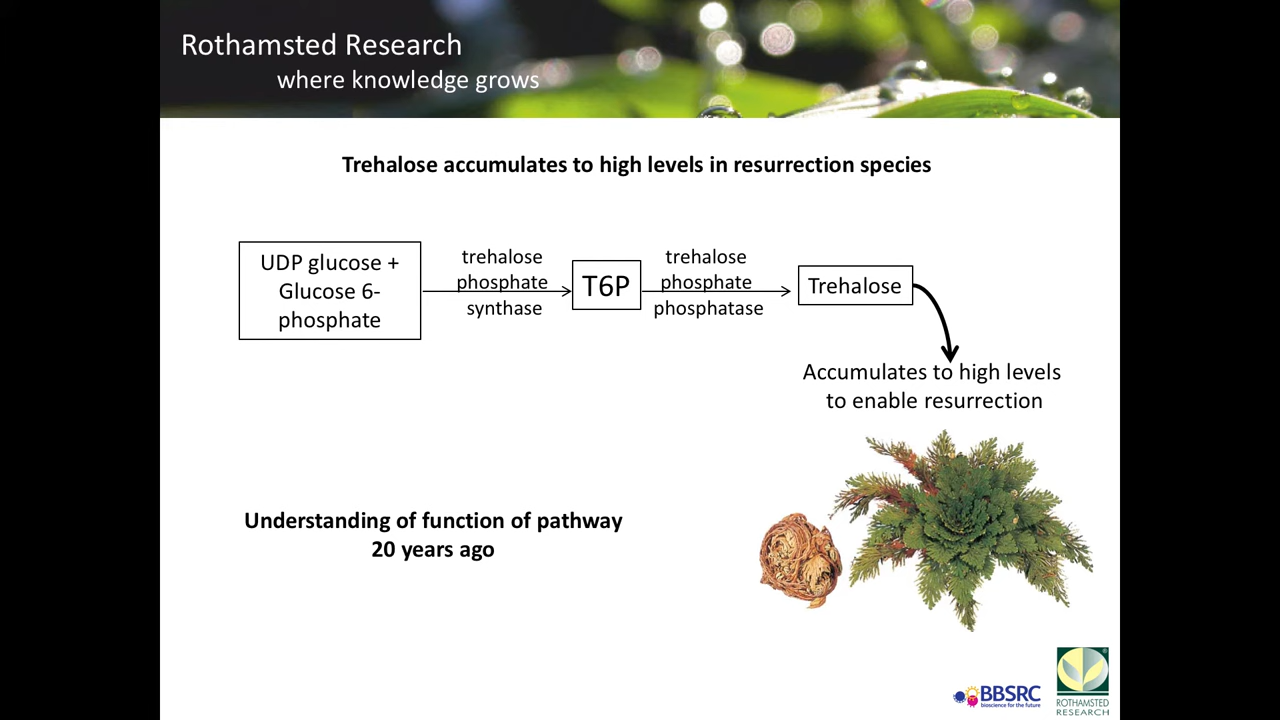 Rothamsted Research
where knowledge grows
Trehalose accumulates to high levels in resurrection species
UDP glucose +
Glucose 6-
phosphate
trehalose
phosphate
synthase
T6P
trehalose
phosphate
phosphatase
Trehalose
Accumulates to high levels
to enable resurrection
Understanding of function of pathway
20 years ago
BBSRC
bioscience for the future
ROTHAMSTED
RESEARCH